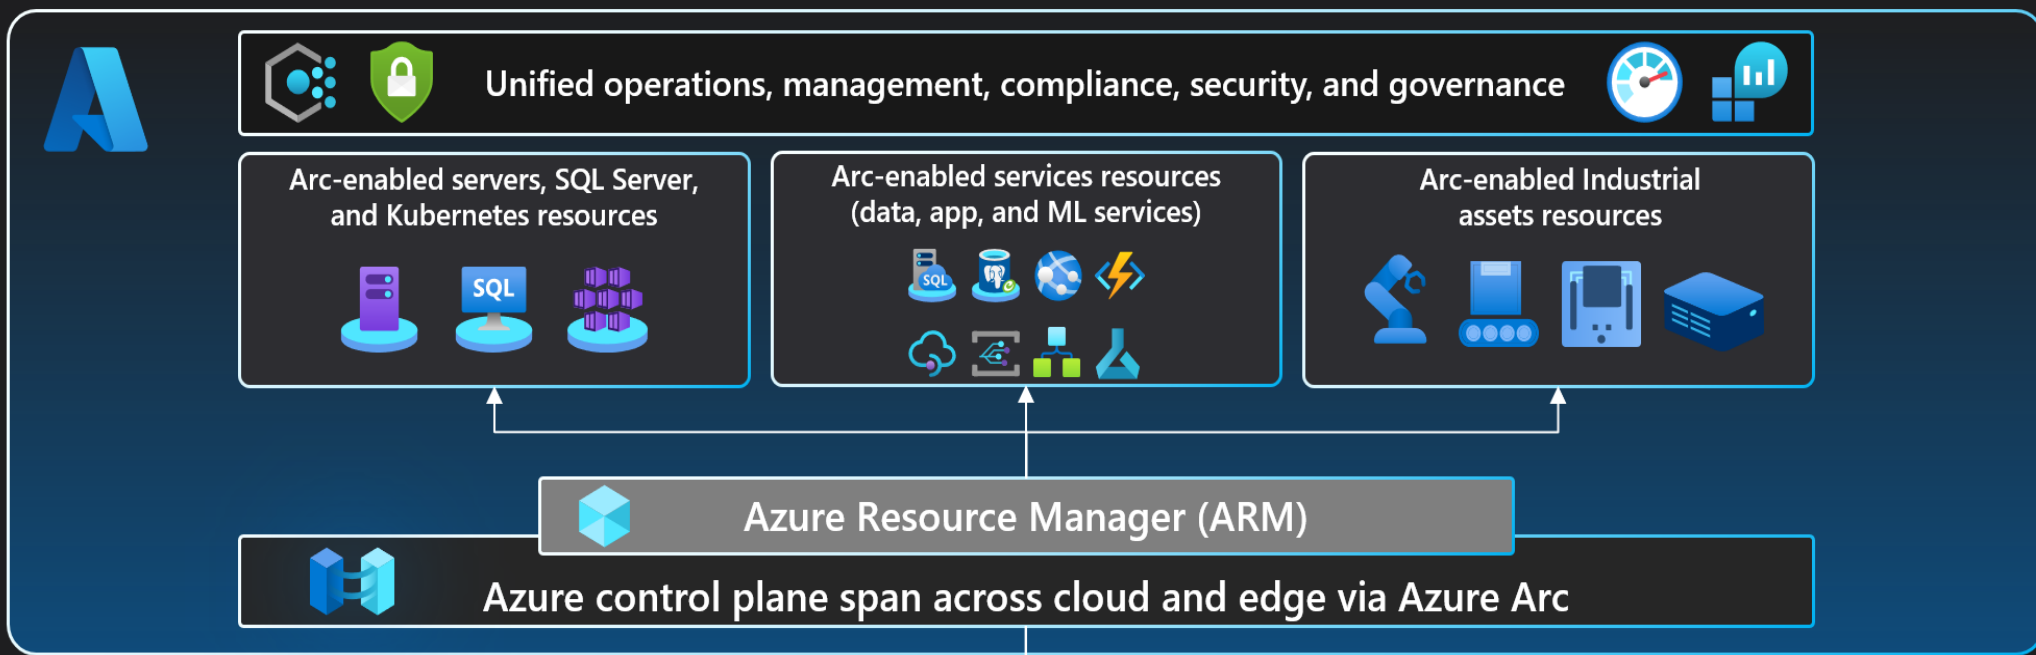 Unified operations, management, compliance, security, and governance
Arc-enabled servers, SQL Server,
and Kubernetes resources
SQL
Arc-enabled services resources
(data, app, and ML services)
SQL
Arc-enabled Industrial
assets resources
Azure Resource Manager (ARM)
Azure control plane span across cloud and edge via Azure Arc